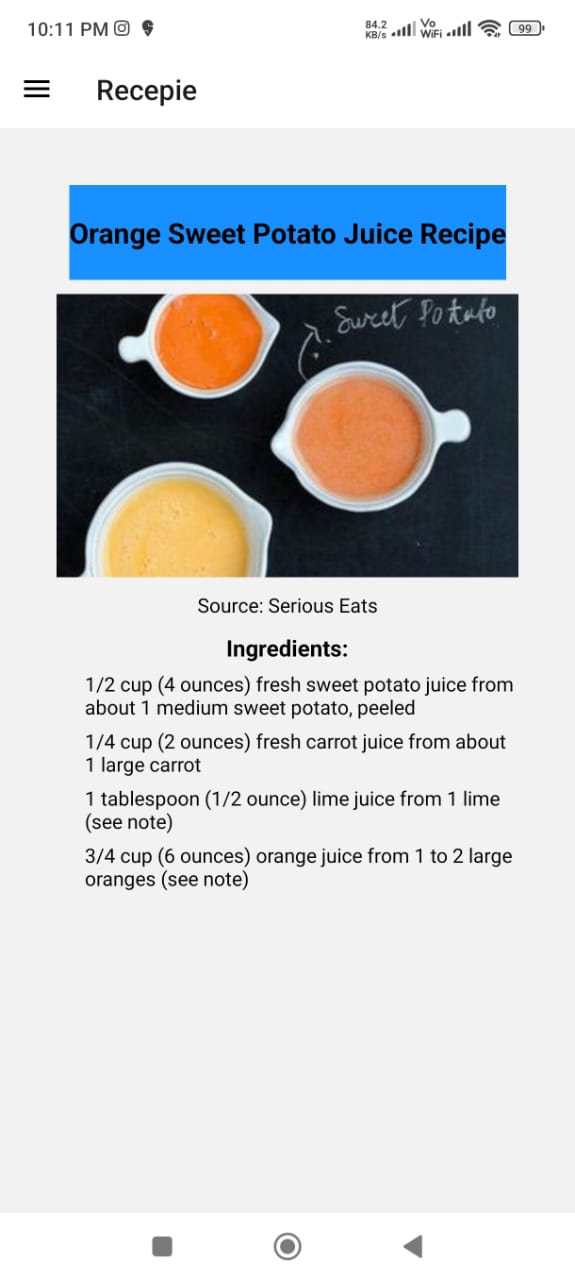 10:11 PM 84.2 KB/s Vo WiFi 99
Recepie
Orange Sweet Potato Juice Recipe
Sweet Potato
Source: Serious Eats
Ingredients:
1/2 cup (4 ounces) fresh sweet potato juice from
about 1 medium sweet potato, peeled
1/4 cup (2 ounces) fresh carrot juice from about
1 large carrot
1 tablespoon (1/2 ounce) lime juice from 1 lime
(see note)
3/4 cup (6 ounces) orange juice from 1 to 2 large
oranges (see note)